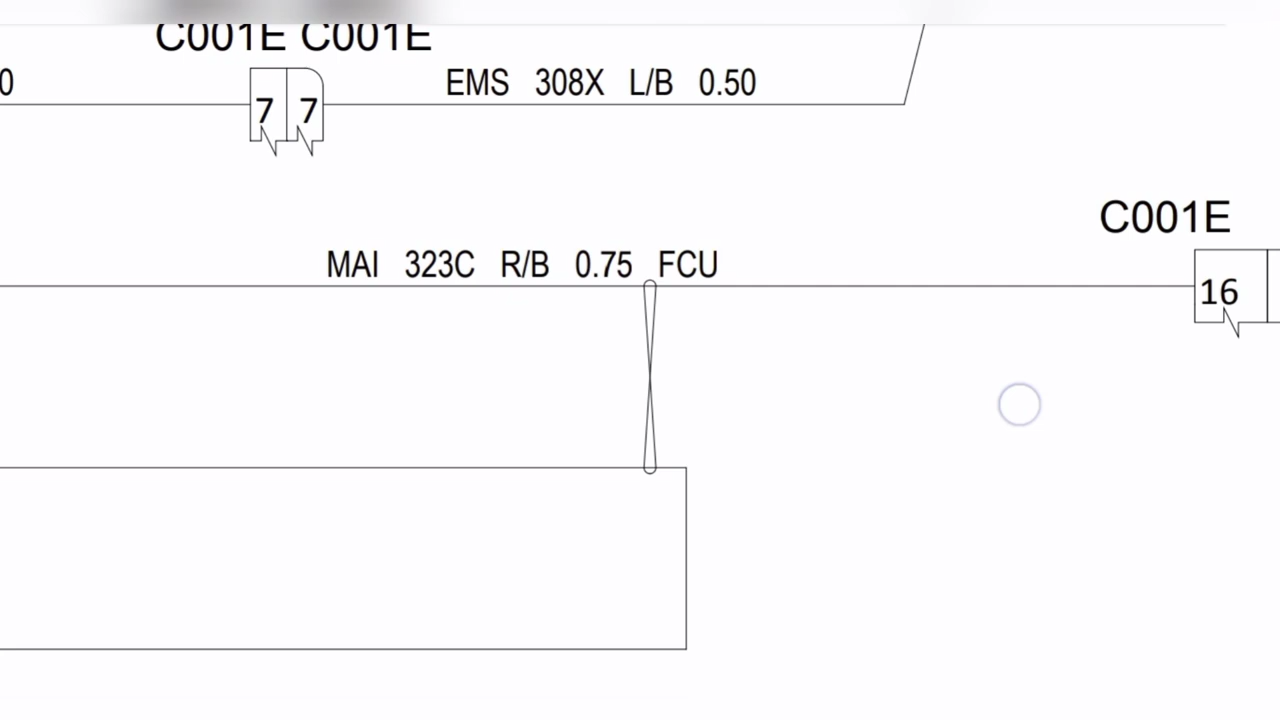 C001E C001E
0
EMS 308X L/B 0.50
7 7
C001E
MAI 323C R/B 0.75 FCU
16